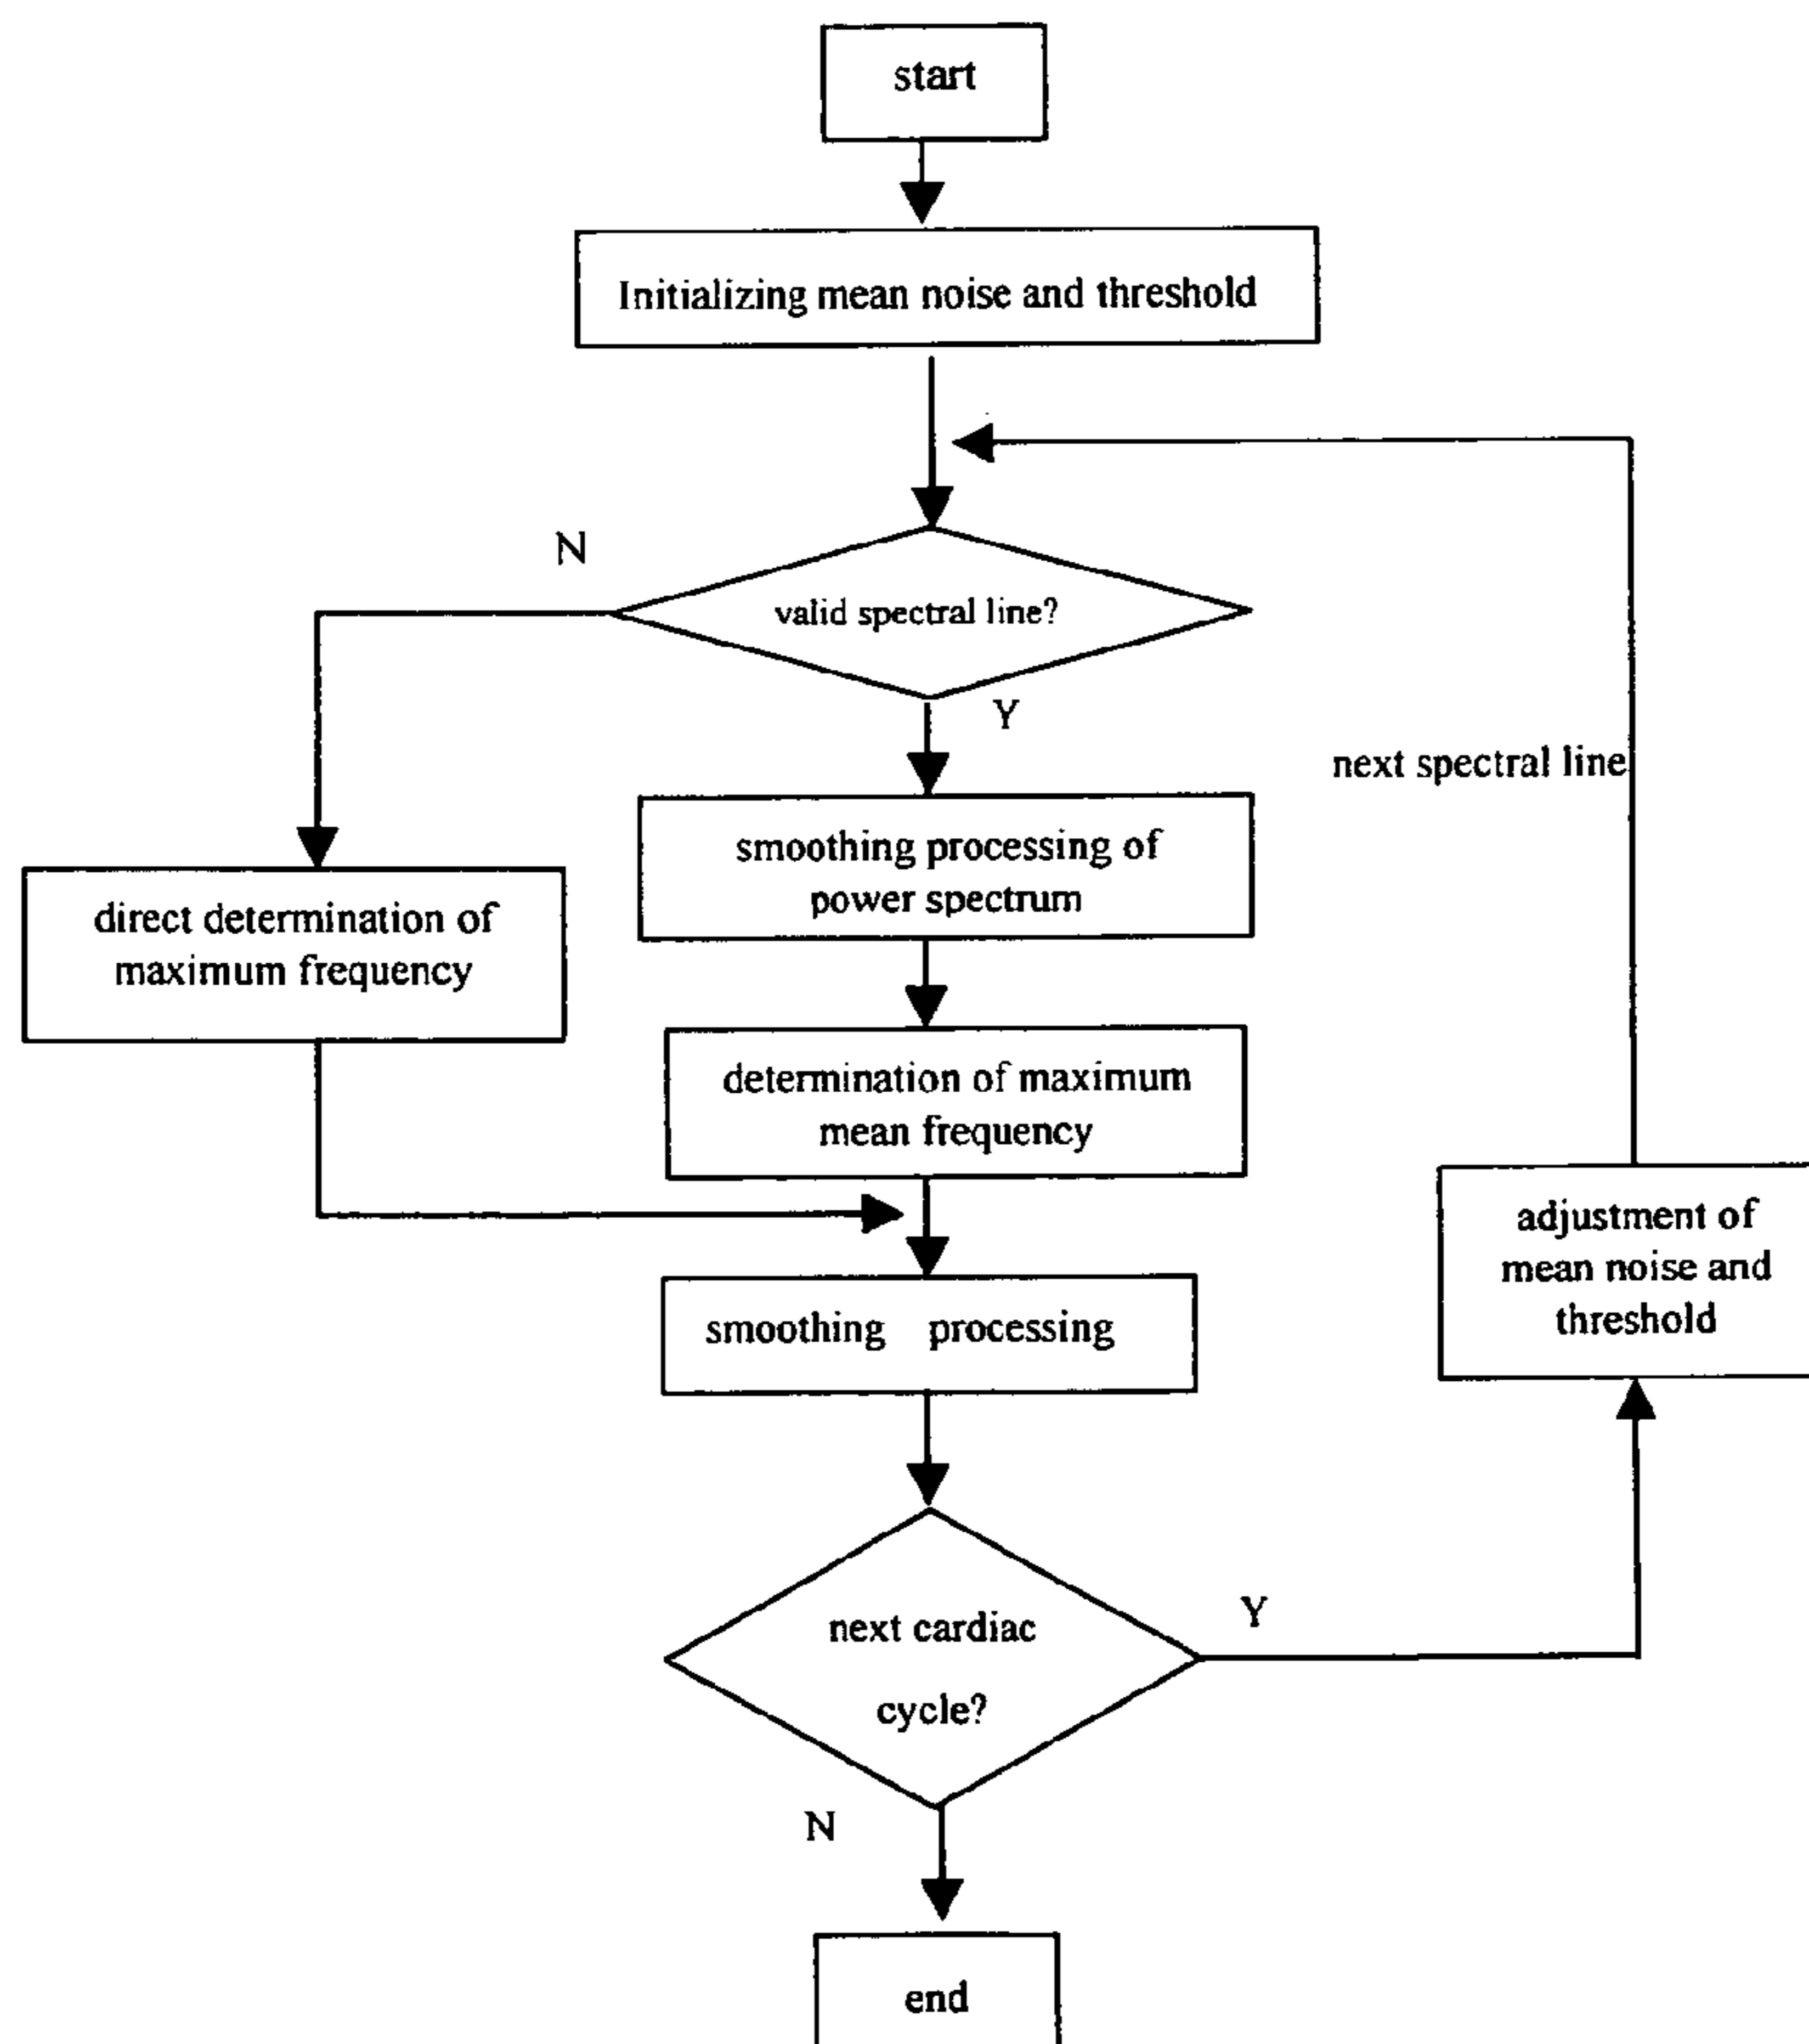 start
Initializing mean noise and threshold
N
valid spectral line?
Y
next spectral line
smoothing processing of
power spectrum
direct determination of
maximum frequency
determination of maximum
mean frequency
adjustment of
mean noise and
threshold
smoothing processing
next cardiac
cycle?
Y
N
end